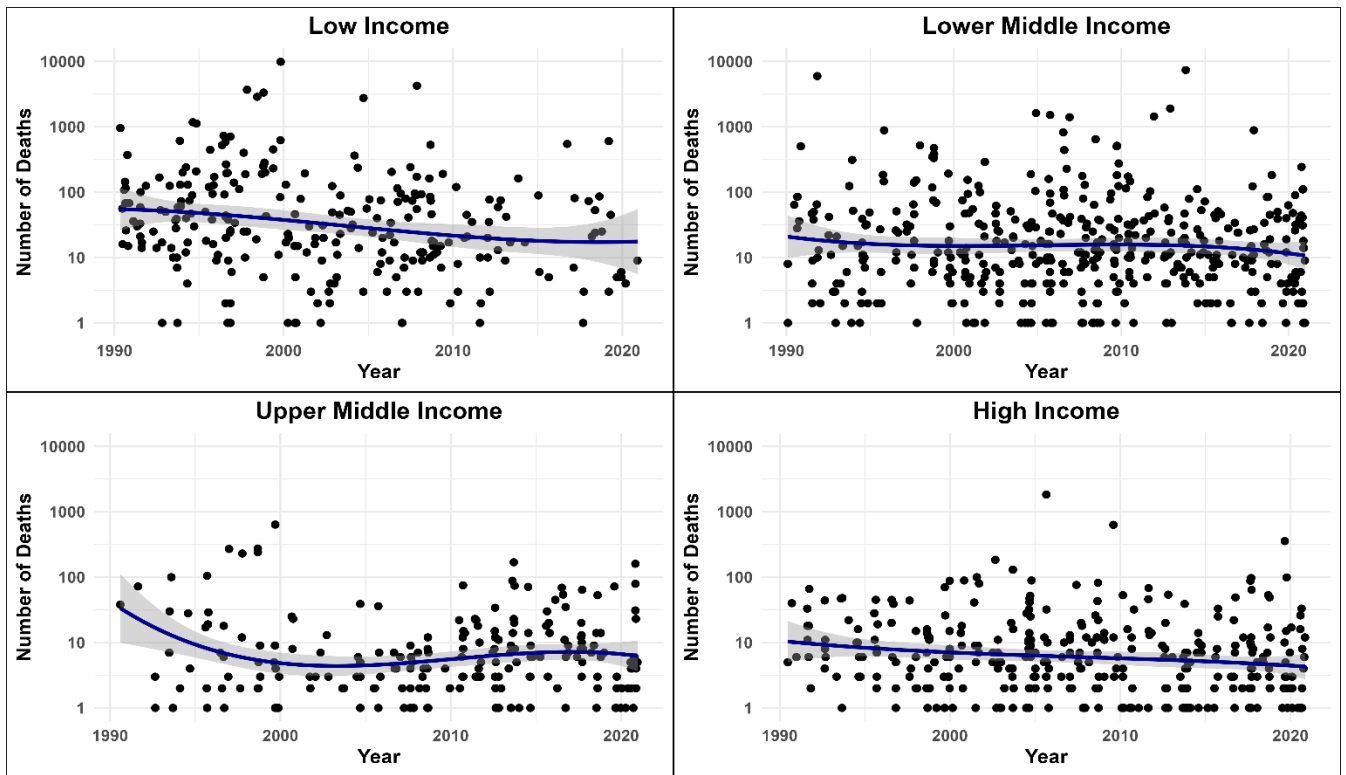 Low Income
Number of Deaths
10000
1000
100
10
1
1990 2000 2010 2020
Year
Lower Middle Income
Number of Deaths
10000
1000
100
10
1
1990 2000 2010 2020
Year
Upper Middle Income
Number of Deaths
10000
1000
100
10
1
1990 2000 2010 2020
Year
High Income
Number of Deaths
10000
1000
100
10
1
1990 2000 2010 2020
Year